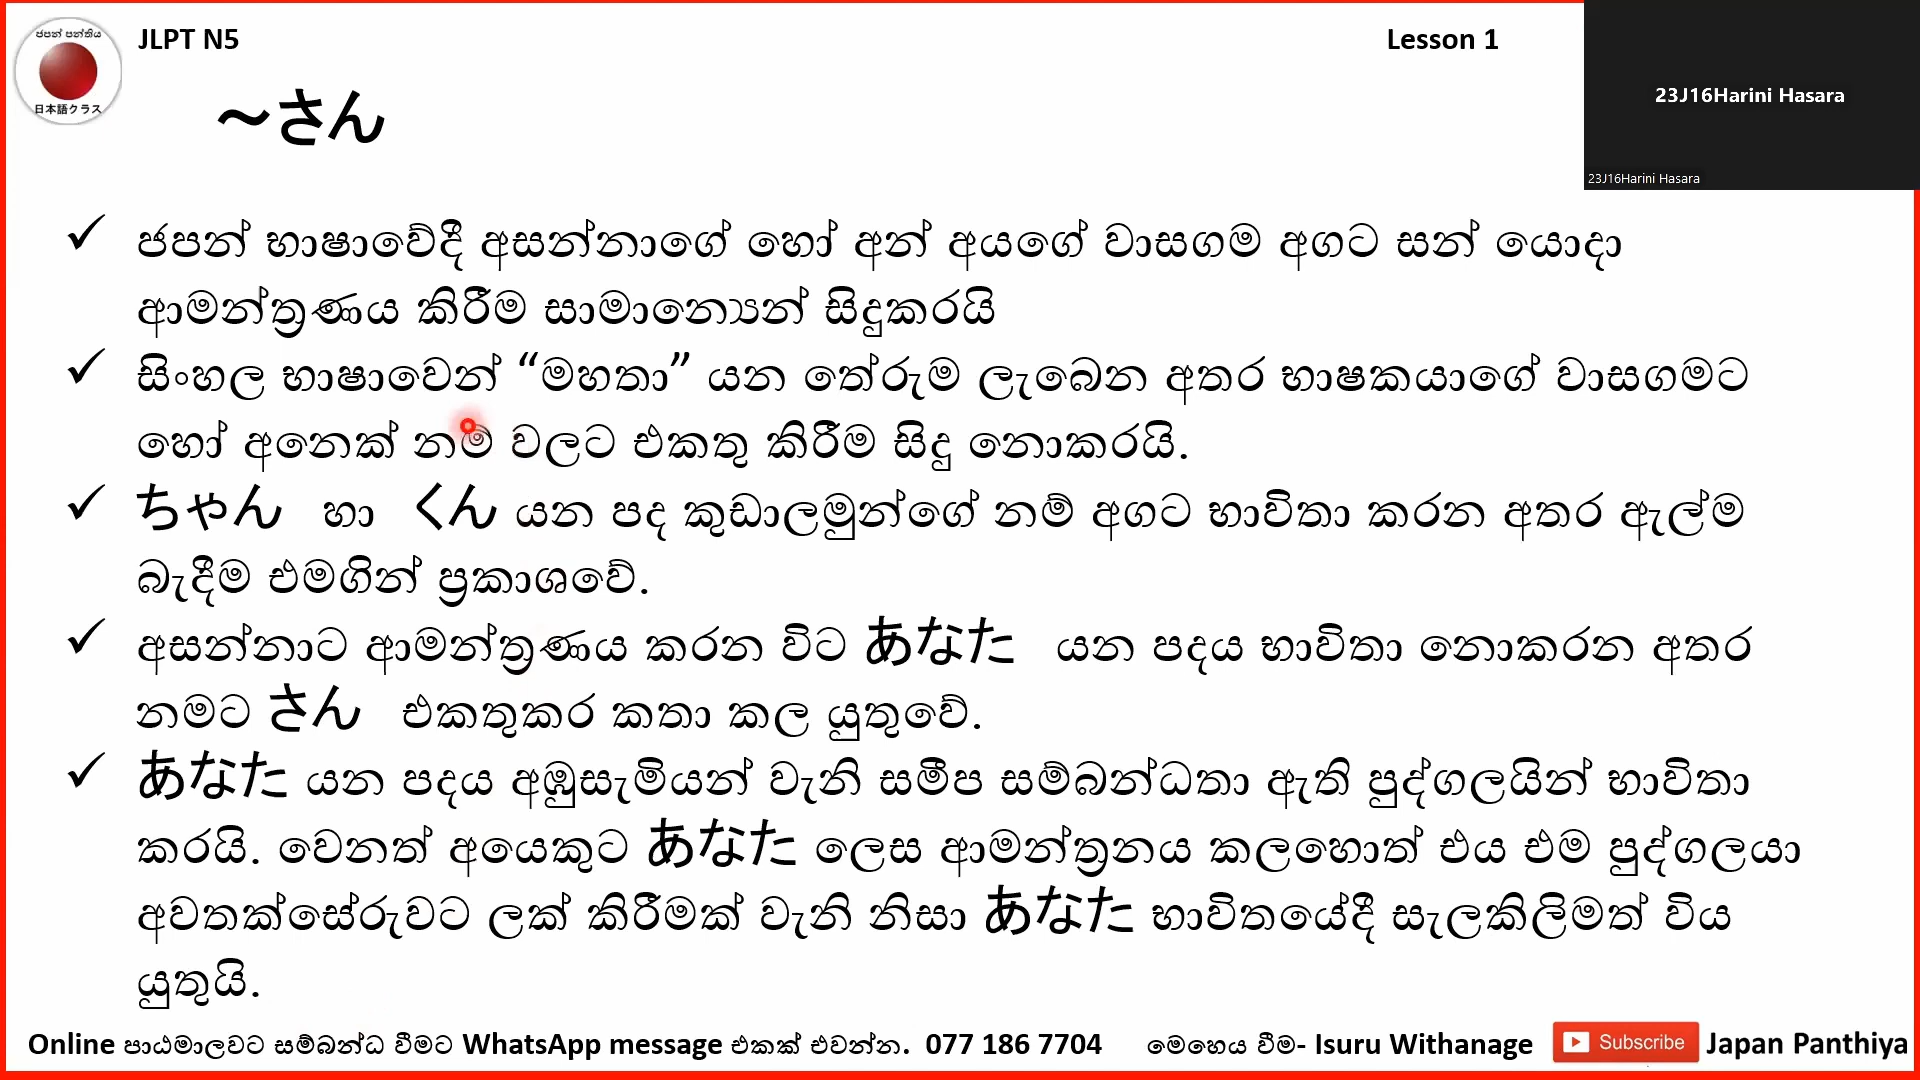 ජපන් පන්තිය
日本語クラス
JLPT N5
Lesson 1
23J16Harini Hasara
23J16Harini Hasara
～さん
✓ ජපන් භාෂාවේදී අසන්නාගේ හෝ අන් අයගේ වාසගම අගට සන් යොදා
ආමන්ත්‍රණය කිරීම සාමාන්‍යෙන් සිදුකරයි
✓ සිංහල භාෂාවෙන් “මහතා” යන තේරුම ලැබෙන අතර භාෂකයාගේ වාසගමට
හෝ අනෙක් නම් වලට එකතු කිරීම සිදු නොකරයි.
✓ ちゃん හා くん යන පද කුඩාලමුන්ගේ නම් අගට භාවිතා කරන අතර ඇල්ම
බැදීම එමගින් ප්‍රකාශවේ.
✓ අසන්නාට ආමන්ත්‍රණය කරන විට あなた යන පදය භාවිතා නොකරන අතර
නමට さん එකතුකර කතා කල යුතුවේ.
✓ あなた යන පදය අඹුසැමියන් වැනි සමීප සම්බන්ධතා ඇති පුද්ගලයින් භාවිතා
කරයි. වෙනත් අයෙකුට あなた ලෙස ආමන්ත්‍රනය කලහොත් එය එම පුද්ගලයා
අවතක්සේරුවට ලක් කිරීමක් වැනි නිසා あなた භාවිතයේදී සැලකිලිමත් විය
යුතුයි.
Online පාඨමාලවට සම්බන්ධ වීමට WhatsApp message එකක් එවන්න. 077 186 7704 මෙහෙය වීම- Isuru Withanage Subscribe Japan Panthiya